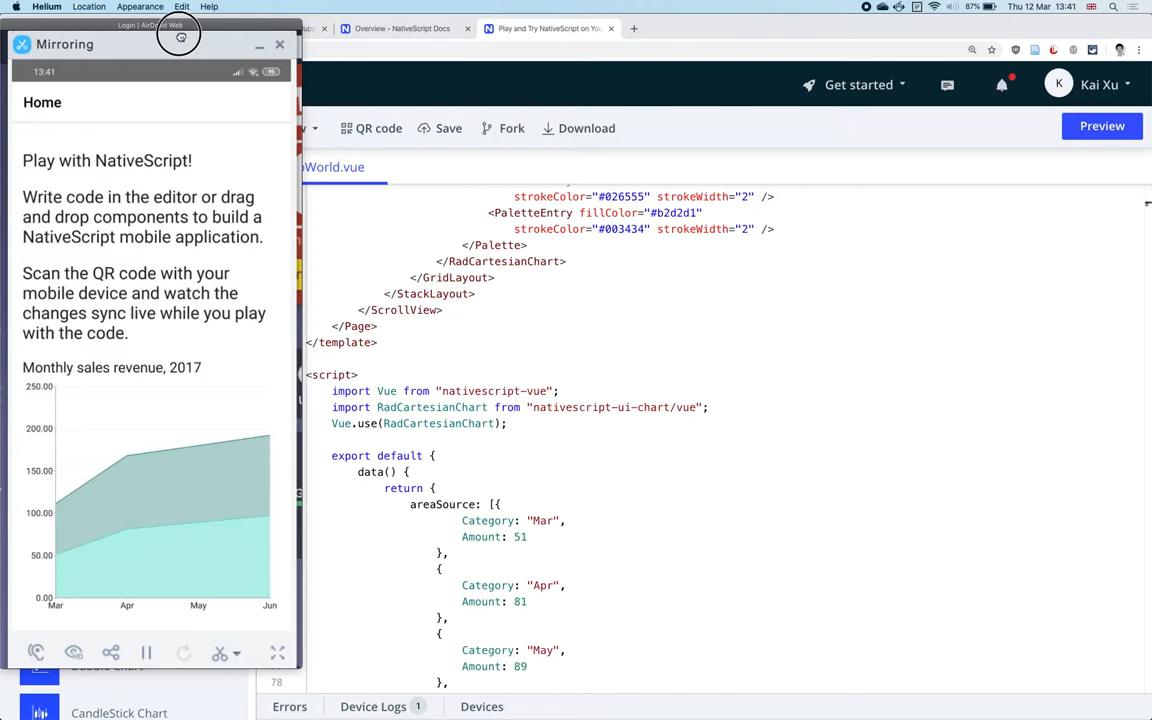 Helium Location Appearance Edit Help
87% Thu 12 Mar 13:41
Login | AirDroid Web
Overview - NativeScript Docs
Play and Try NativeScript on You
Mirroring
13:41
95
Home
Play with NativeScript!
Write code in the editor or drag
and drop components to build a
NativeScript mobile application.
Scan the QR code with your
mobile device and watch the
changes sync live while you play
with the code.
Monthly sales revenue, 2017
250.00
200.00
150.00
100.00
50.00
0.00
Mar Apr May Jun
Get started
K
Kai Xu
QR code
Save
Fork
Download
Preview
oWorld.vue
strokeColor="#026555" strokeWidth="2" />
<PaletteEntry fillColor="#b2d2d1"
strokeColor="#003434" strokeWidth="2" />
</Palette>
</RadCartesianChart>
</GridLayout>
</StackLayout>
</ScrollView>
</Page>
</template>
<script>
import Vue from "nativescript-vue";
import RadCartesianChart from "nativescript-ui-chart/vue";
Vue.use(RadCartesianChart);
export default {
data() {
return {
areaSource: [{
Category: "Mar",
Amount: 51
},
{
Category: "Apr",
Amount: 81
},
{
Category: "May",
Amount: 89
},
78
CandleStick Chart
Errors
Device Logs 1
Devices